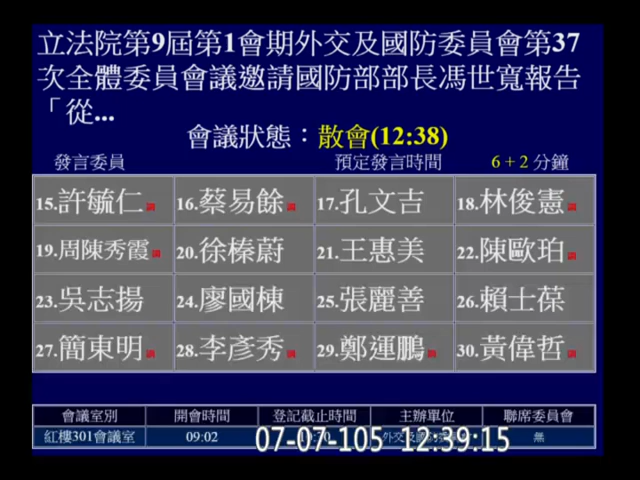 立法院第9屆第1會期外交及國防委員會第37
次全體委員會議邀請國防部部長馮世寬報告
「從...
會議狀態：散會(12:38)
發言委員 預定發言時間 6 + 2 分鐘
15.許毓仁 16.蔡易餘 17.孔文吉 18.林俊憲
19.周陳秀霞 20.徐榛蔚 21.王惠美 22.陳歐珀
23.吳志揚 24.廖國棟 25.張麗善 26.賴士葆
27.簡東明 28.李彥秀 29.鄭運鵬 30.黃偉哲
會議室別 開會時間 登記截止時間 主辦單位 聯席委員會
紅樓301會議室 09:02 外交及國防 無
07-07-105 12:39:15